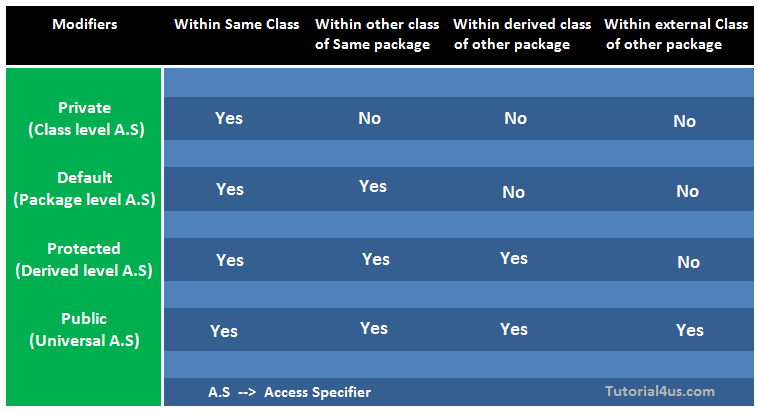 Modifiers Within Same Class Within other class of Same package Within derived class of other package Within external Class of other package
Private (Class level A.S) Yes No No No
Default (Package level A.S) Yes Yes No No
Protected (Derived level A.S) Yes Yes Yes No
Public (Universal A.S) Yes Yes Yes Yes
A.S --> Access Specifier Tutorial4us.com